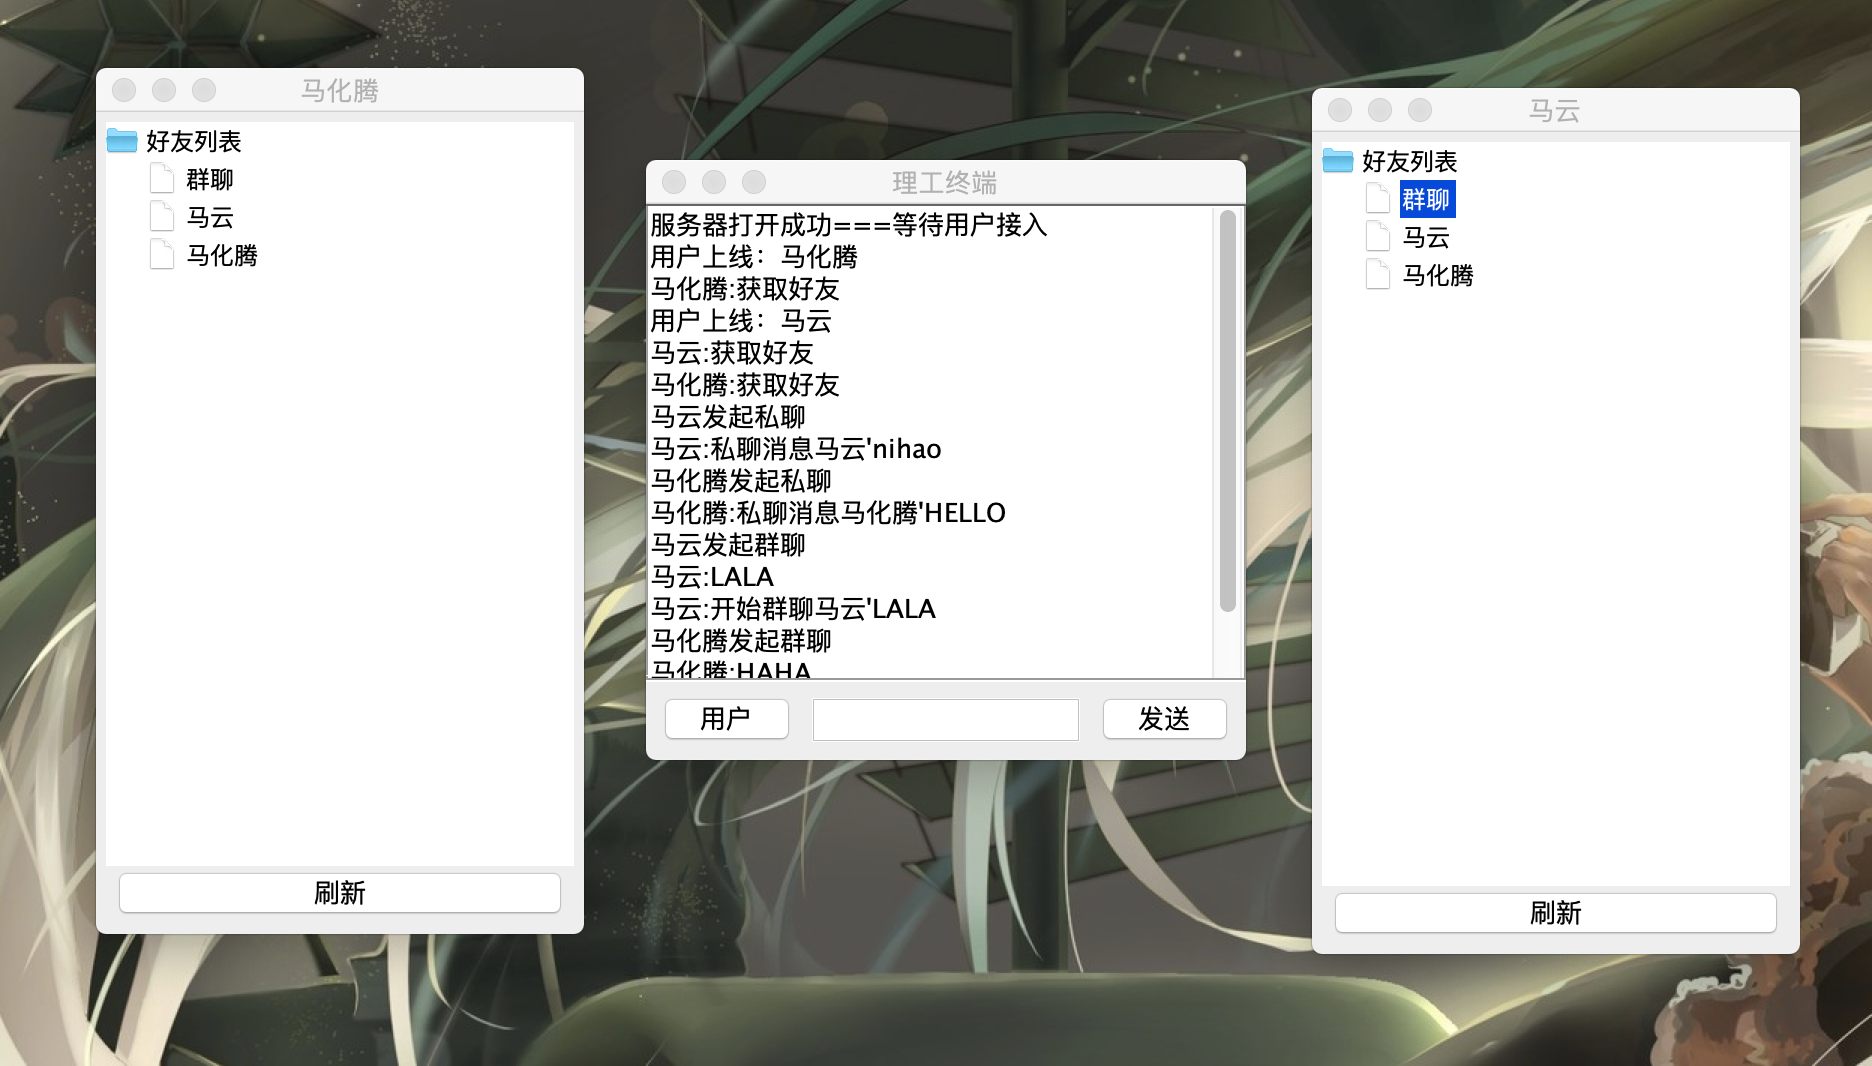 马化腾
好友列表
群聊
马云
马化腾
刷新
理工终端
服务器打开成功===等待用户接入
用户上线：马化腾
马化腾:获取好友
用户上线：马云
马云:获取好友
马化腾:获取好友
马云发起私聊
马云:私聊消息马云'nihao
马化腾发起私聊
马化腾:私聊消息马化腾'HELLO
马云发起群聊
马云:LALA
马云:开始群聊马云'LALA
马化腾发起群聊
马化腾:HAHA
用户
发送
马云
好友列表
群聊
马云
马化腾
刷新